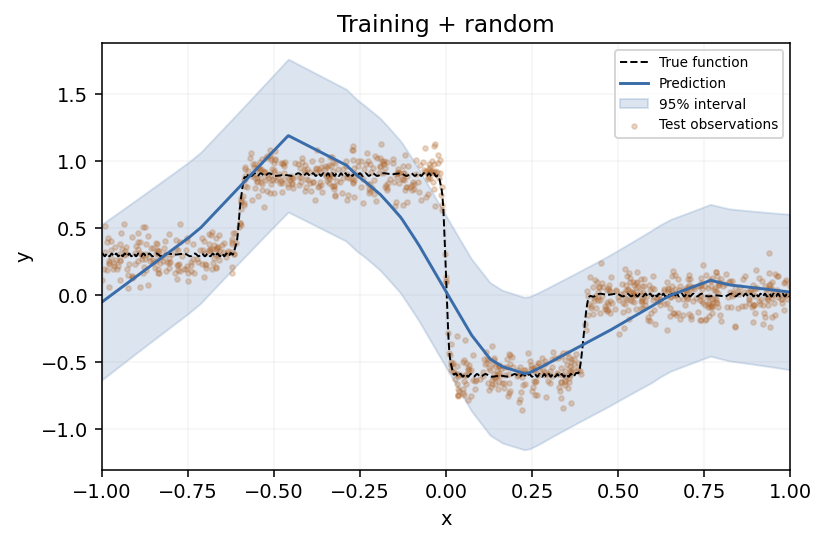 Training + random
True function
Prediction
95% interval
Test observations
y
1.5
1.0
0.5
0.0
−0.5
−1.0
−1.00 −0.75 −0.50 −0.25 0.00 0.25 0.50 0.75 1.00
x